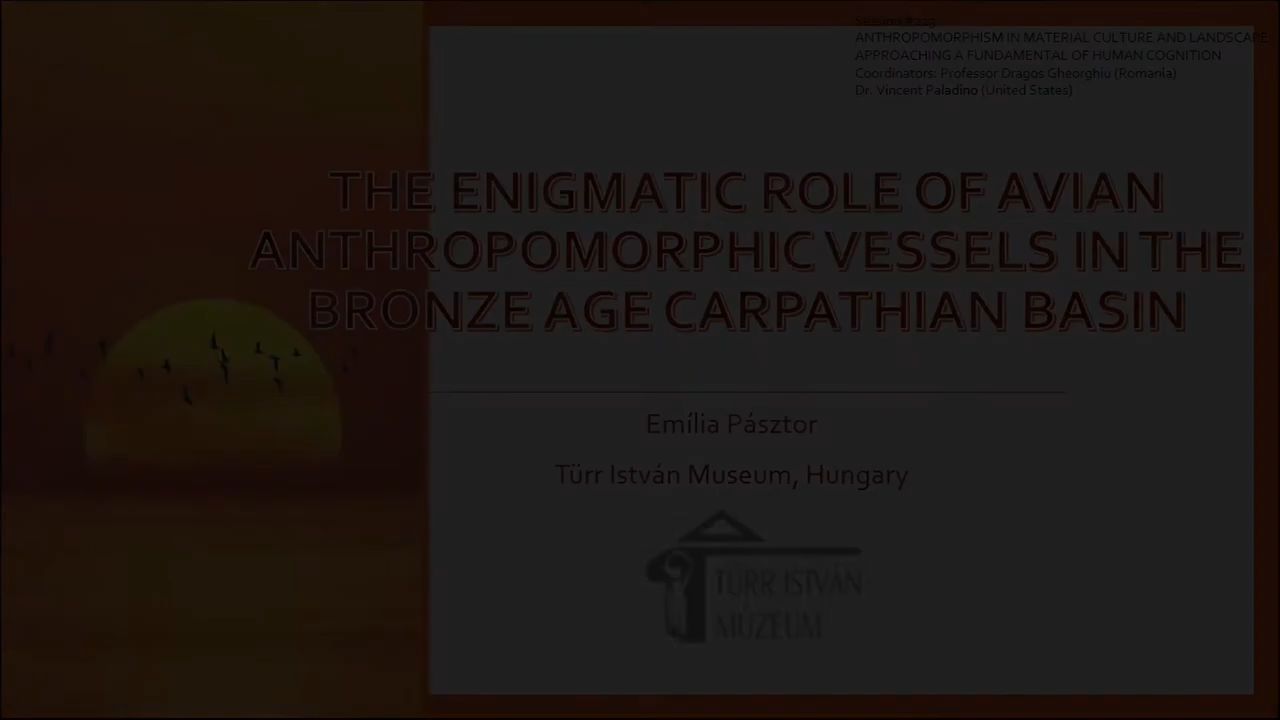 ANTHROPOMORPHISM IN MATERIAL CULTURE AND LANDSCAPE
APPROACHING A FUNDAMENTAL OF HUMAN COGNITION
Coordinators: Professor Dragos Gheorghiu (Romania)
Dr. Vincent Paladino (United States)
THE ENIGMATIC ROLE OF AVIAN
ANTHROPOMORPHIC VESSELS IN THE
BRONZE AGE CARPATHIAN BASIN
Emília Pásztor
Türr István Museum, Hungary
TÜRR ISTVÁN
MÚZEUM